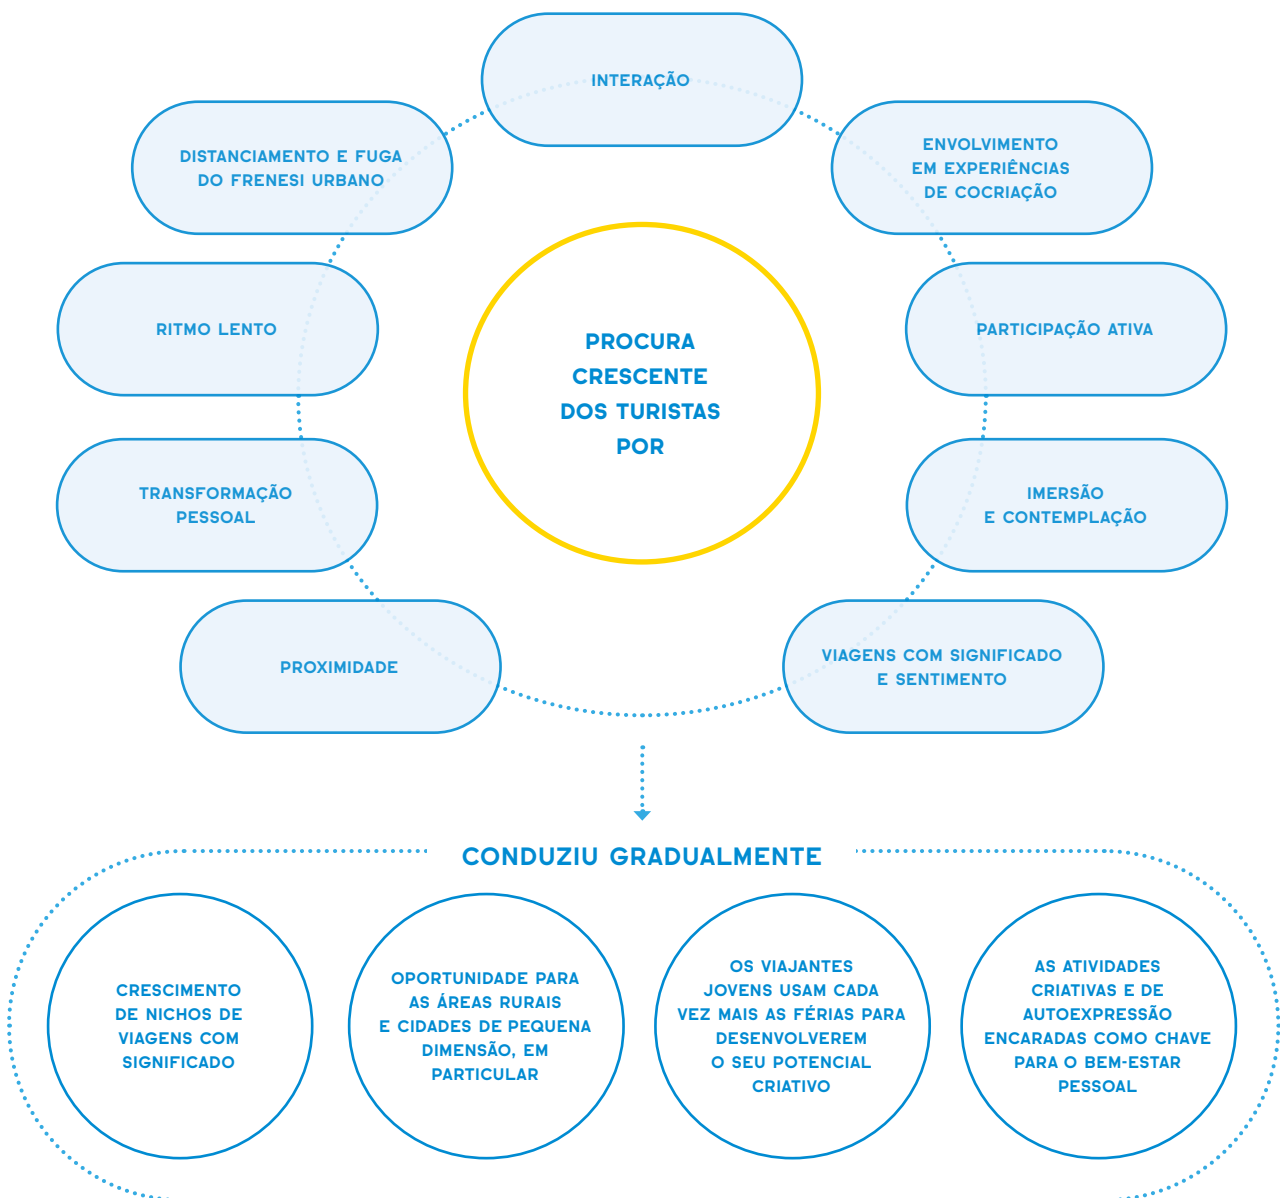 INTERAÇÃO
DISTANCIAMENTO E FUGA
DO FRENESI URBANO
ENVOLVIMENTO
EM EXPERIÊNCIAS
DE COCRIAÇÃO
RITMO LENTO
PROCURA
CRESCENTE
DOS TURISTAS
POR
PARTICIPAÇÃO ATIVA
TRANSFORMAÇÃO
PESSOAL
IMERSÃO
E CONTEMPLAÇÃO
PROXIMIDADE
VIAGENS COM SIGNIFICADO
E SENTIMENTO
CONDUZIU GRADUALMENTE
CRESCIMENTO
DE NICHOS DE
VIAGENS COM
SIGNIFICADO
OPORTUNIDADE PARA
AS ÁREAS RURAIS
E CIDADES DE PEQUENA
DIMENSÃO, EM
PARTICULAR
OS VIAJANTES
JOVENS USAM CADA
VEZ MAIS AS FÉRIAS PARA
DESENVOLVEREM
O SEU POTENCIAL
CRIATIVO
AS ATIVIDADES
CRIATIVAS E DE
AUTOEXPRESSÃO
ENCARADAS COMO CHAVE
PARA O BEM-ESTAR
PESSOAL